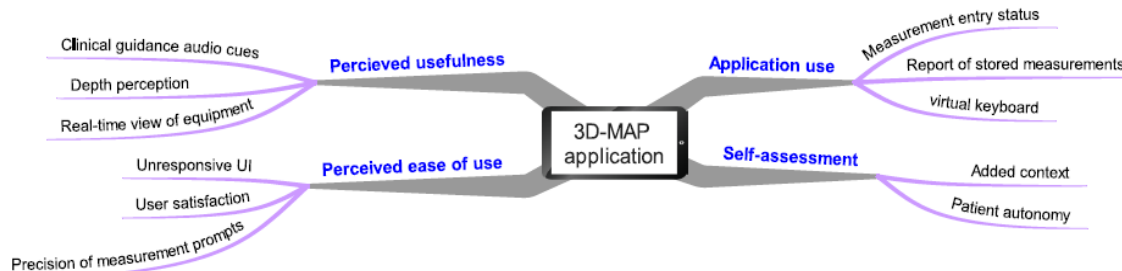 Percieved usefulness
Clinical guidance audio cues
Depth perception
Real-time view of equipment
Perceived ease of use
Unresponsive UI
User satisfaction
Precision of measurement prompts
3D-MAP
application
Application use
Measurement entry status
Report of stored measurements
virtual keyboard
Self-assessment
Added context
Patient autonomy